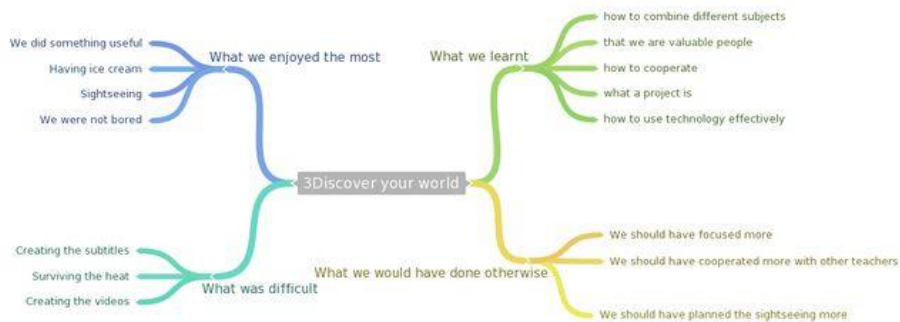 What we enjoyed the most
We did something useful
Having ice cream
Sightseeing
We were not bored
What we learnt
how to combine different subjects
that we are valuable people
how to cooperate
what a project is
how to use technology effectively
3Discover your world
What was difficult
Creating the subtitles
Surviving the heat
Creating the videos
What we would have done otherwise
We should have focused more
We should have cooperated more with other teachers
We should have planned the sightseeing more